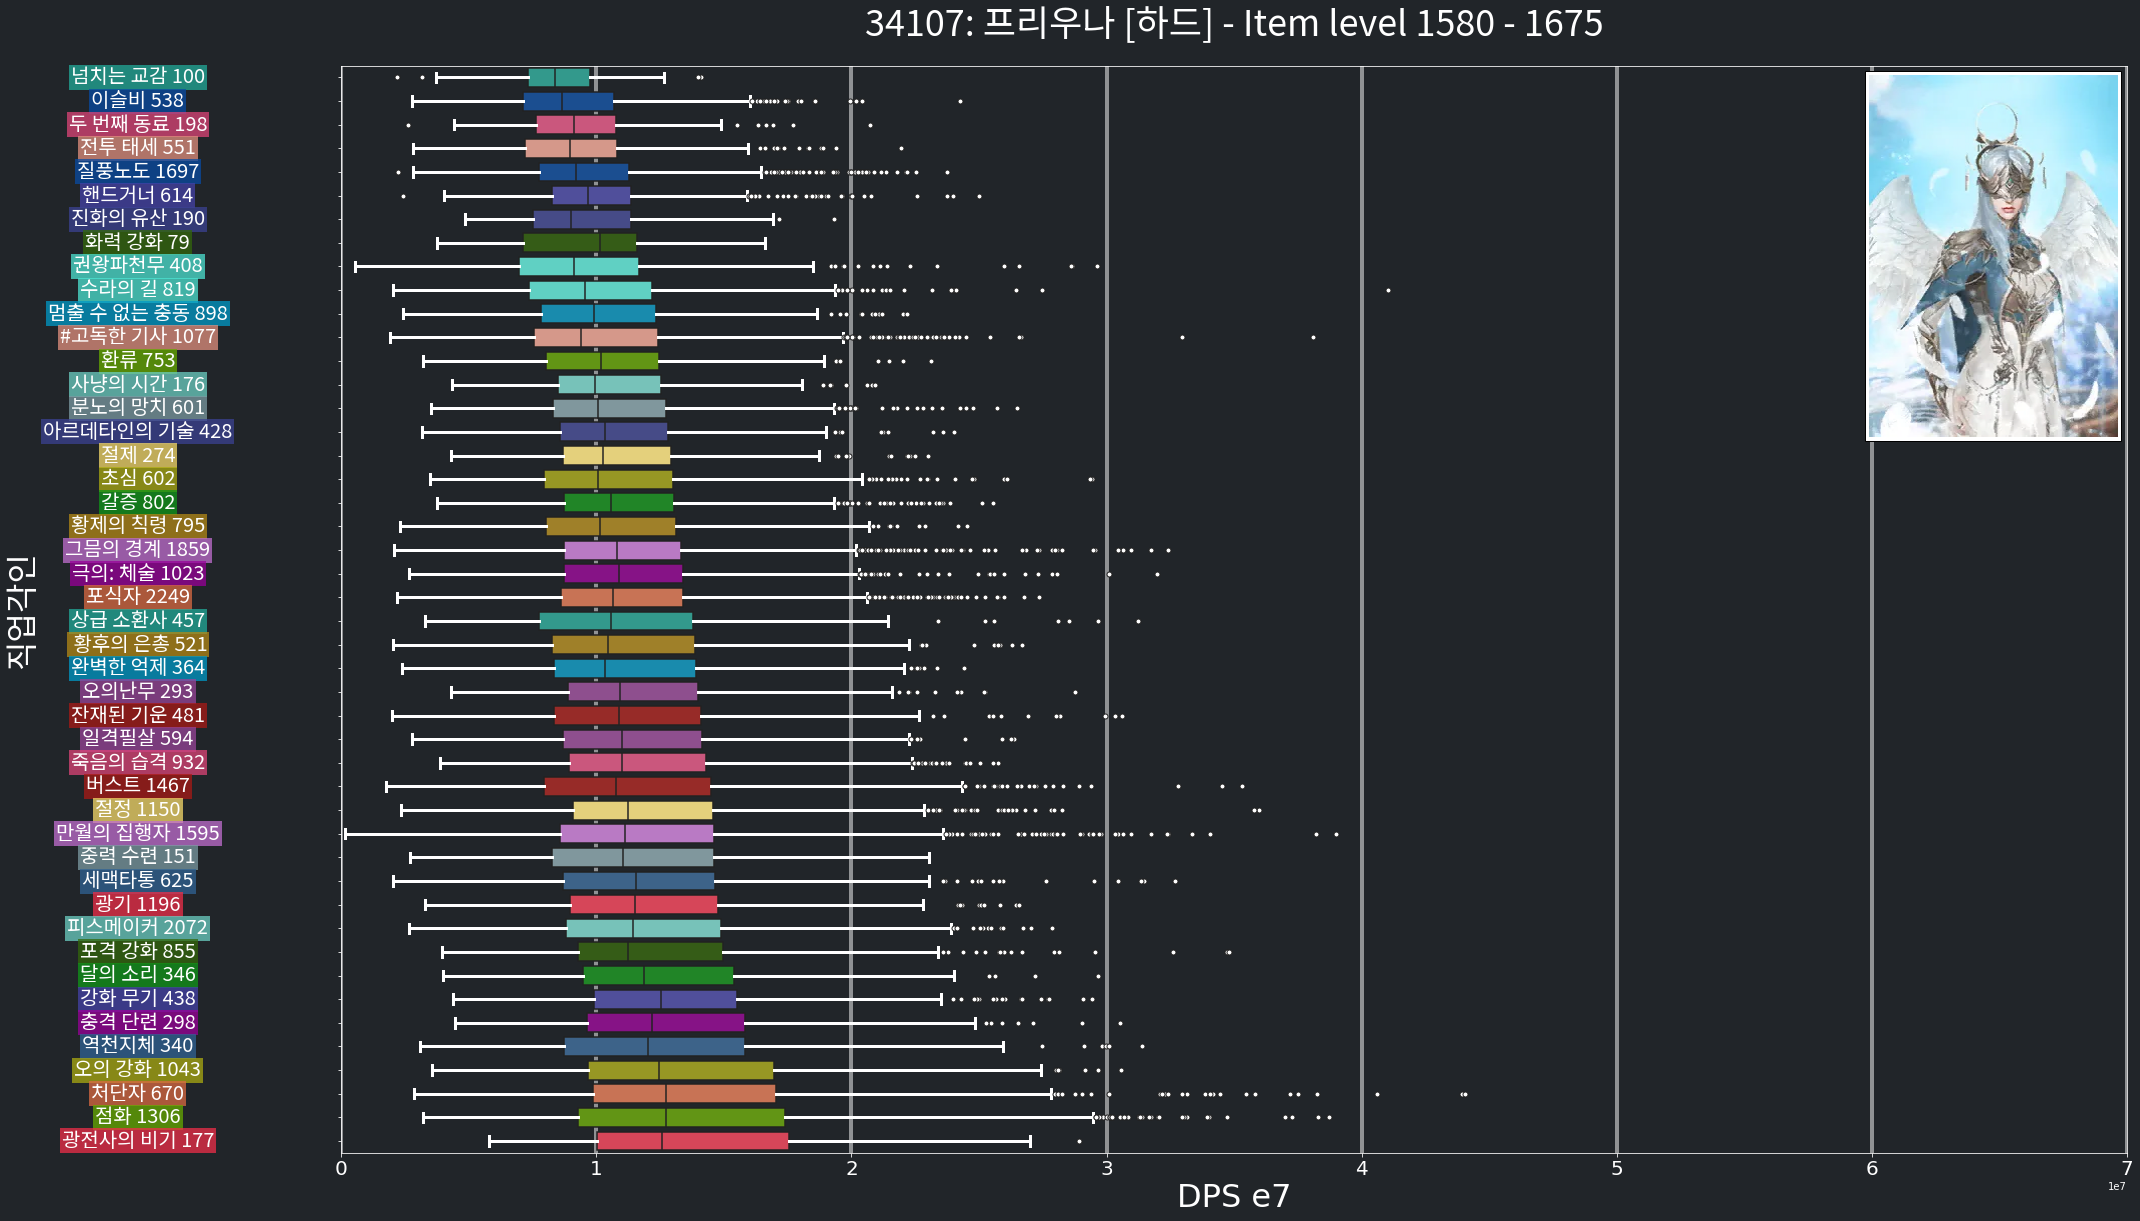 34107: 프리우나 [하드] - Item level 1580 - 1675
직업각인
넘치는 교감 100
이슬비 538
두 번째 동료 198
전투 태세 551
질풍노도 1697
핸드거너 614
진화의 유산 190
화력 강화 79
권왕파천무 408
수라의 길 819
멈출 수 없는 충동 898
#고독한 기사 1077
환류 753
사냥의 시간 176
분노의 망치 601
아르데타인의 기술 428
절제 274
초심 602
갈증 802
황제의 칙령 795
그믐의 경계 1859
극의: 체술 1023
포식자 2249
상급 소환사 457
황후의 은총 521
완벽한 억제 364
오의난무 293
잔재된 기운 481
일격필살 594
죽음의 습격 932
버스트 1467
절정 1150
만월의 집행자 1595
중력 수련 151
세맥타통 625
광기 1196
피스메이커 2072
포격 강화 855
달의 소리 346
강화 무기 438
충격 단련 298
역천지체 340
오의 강화 1043
처단자 670
점화 1306
광전사의 비기 177
0 1 2 3 4 5 6 7
DPS e7
1e7